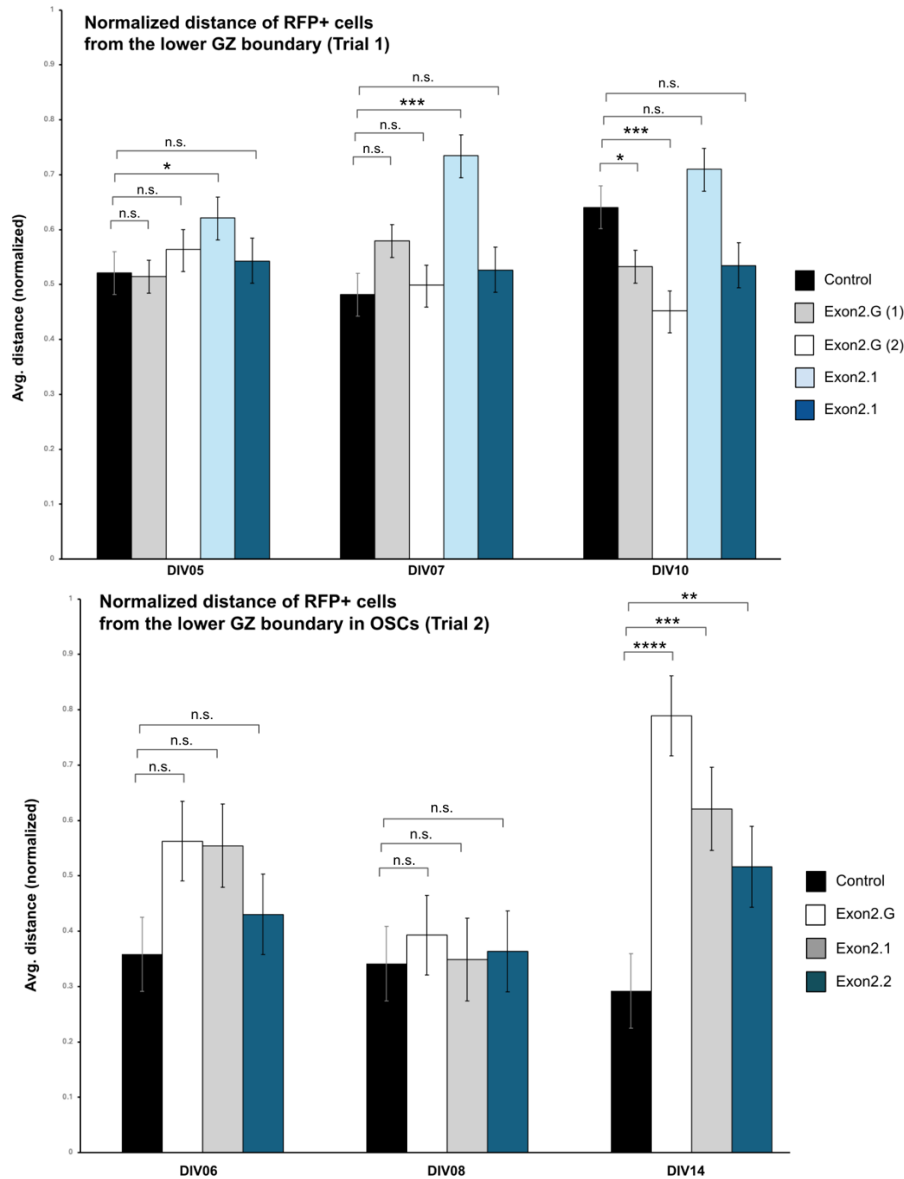 Normalized distance of RFP+ cells
from the lower GZ boundary (Trial 1)
Avg. distance (normalized)
1
0.9
0.8
0.7
0.6
0.5
0.4
0.3
0.2
0.1
0
n.s.
*
n.s.
n.s.
n.s.
***
n.s.
n.s.
n.s.
n.s.
***
*
DIV05
DIV07
DIV10
Control
Exon2.G (1)
Exon2.G (2)
Exon2.1
Exon2.1
Normalized distance of RFP+ cells
from the lower GZ boundary in OSCs (Trial 2)
Avg. distance (normalized)
1
0.9
0.8
0.7
0.6
0.5
0.4
0.3
0.2
0.1
0
n.s.
n.s.
n.s.
n.s.
n.s.
n.s.
**
***
****
DIV06
DIV08
DIV14
Control
Exon2.G
Exon2.1
Exon2.2